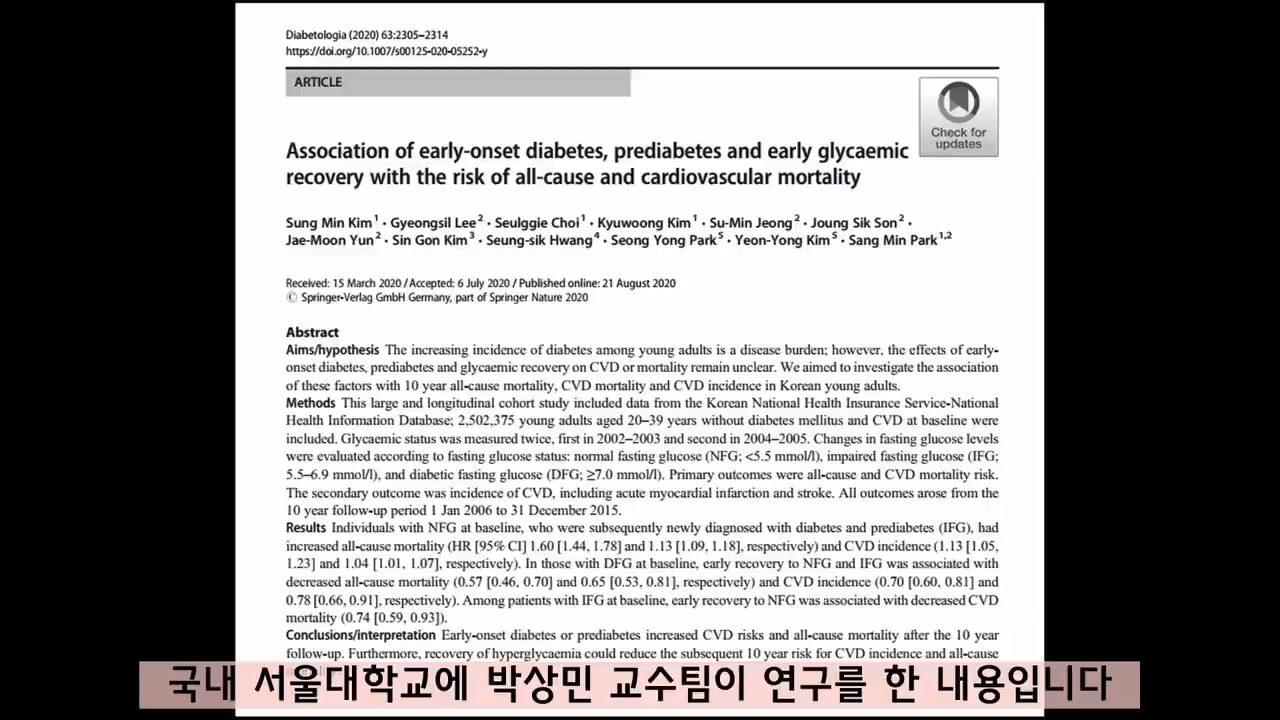 Diabetologia (2020) 63:2305–2314
https://doi.org/10.1007/s00125-020-05252-y
ARTICLE
Check for
updates
Association of early-onset diabetes, prediabetes and early glycaemic
recovery with the risk of all-cause and cardiovascular mortality
Sung Min Kim1 · Gyeongsil Lee2 · Seulggie Choi1 · Kyuwoong Kim1 · Su-Min Jeong2 · Joung Sik Son2 ·
Jae-Moon Yun2 · Sin Gon Kim3 · Seung-sik Hwang4 · Seong Yong Park5 · Yeon-Yong Kim5 · Sang Min Park1,2
Received: 15 March 2020 / Accepted: 6 July 2020 / Published online: 21 August 2020
© Springer-Verlag GmbH Germany, part of Springer Nature 2020
Abstract
Aims/hypothesis The increasing incidence of diabetes among young adults is a disease burden; however, the effects of early-
onset diabetes, prediabetes and glycaemic recovery on CVD or mortality remain unclear. We aimed to investigate the association
of these factors with 10 year all-cause mortality, CVD mortality and CVD incidence in Korean young adults.
Methods This large and longitudinal cohort study included data from the Korean National Health Insurance Service-National
Health Information Database; 2,502,375 young adults aged 20–39 years without diabetes mellitus and CVD at baseline were
included. Glycaemic status was measured twice, first in 2002–2003 and second in 2004–2005. Changes in fasting glucose levels
were evaluated according to fasting glucose status: normal fasting glucose (NFG; <5.5 mmol/l), impaired fasting glucose (IFG;
5.5–6.9 mmol/l), and diabetic fasting glucose (DFG; ≥7.0 mmol/l). Primary outcomes were all-cause and CVD mortality risk.
The secondary outcome was incidence of CVD, including acute myocardial infarction and stroke. All outcomes arose from the
10 year follow-up period 1 Jan 2006 to 31 December 2015.
Results Individuals with NFG at baseline, who were subsequently newly diagnosed with diabetes and prediabetes (IFG), had
increased all-cause mortality (HR [95% CI] 1.60 [1.44, 1.78] and 1.13 [1.09, 1.18], respectively) and CVD incidence (1.13 [1.05,
1.23] and 1.04 [1.01, 1.07], respectively). In those with DFG at baseline, early recovery to NFG and IFG was associated with
decreased all-cause mortality (0.57 [0.46, 0.70] and 0.65 [0.53, 0.81], respectively) and CVD incidence (0.70 [0.60, 0.81] and
0.78 [0.66, 0.91], respectively). Among patients with IFG at baseline, early recovery to NFG was associated with decreased CVD
mortality (0.74 [0.59, 0.93]).
Conclusions/interpretation Early-onset diabetes or prediabetes increased CVD risks and all-cause mortality after the 10 year
follow-up. Furthermore, recovery of hyperglycaemia could reduce the subsequent 10 year risk for CVD incidence and all-cause
국내 서울대학교에 박상민 교수팀이 연구를 한 내용입니다